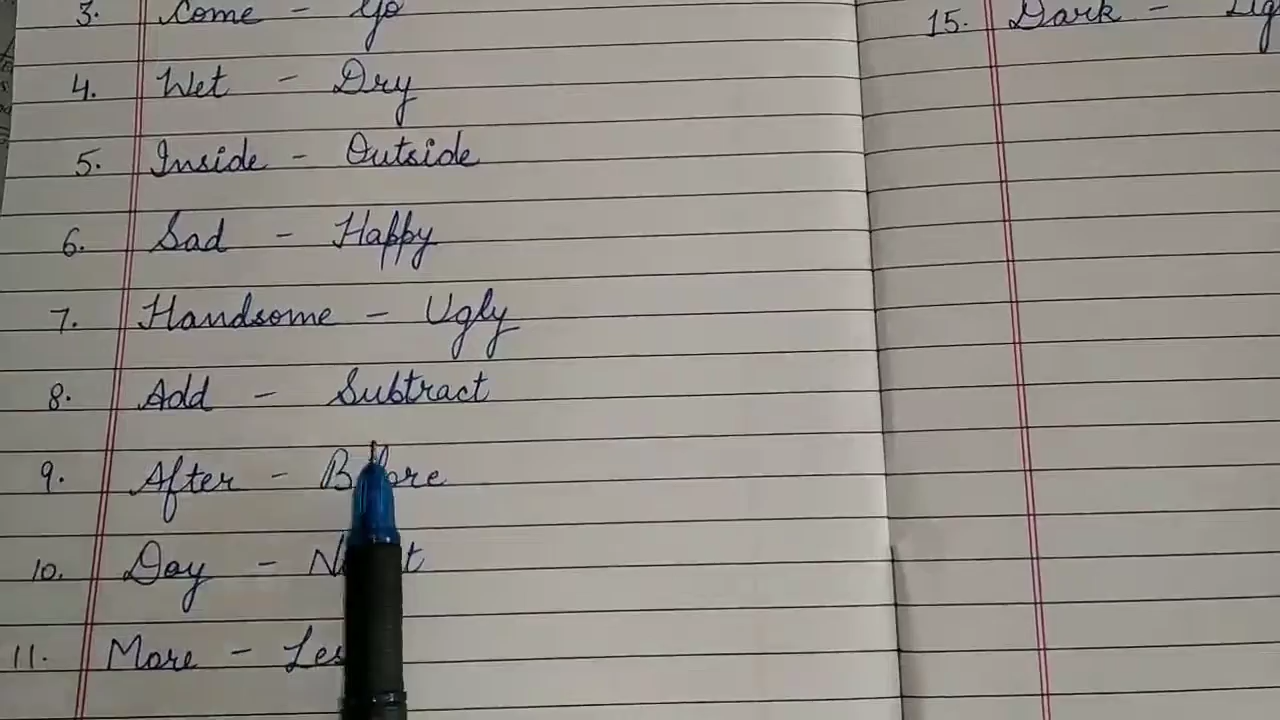 3. Come - Go
4. Wet - Dry
5. Inside - Outside
6. Sad - Happy
7. Handsome - Ugly
8. Add - Subtract
9. After - Before
10. Day -
11. More -
15. Dark -